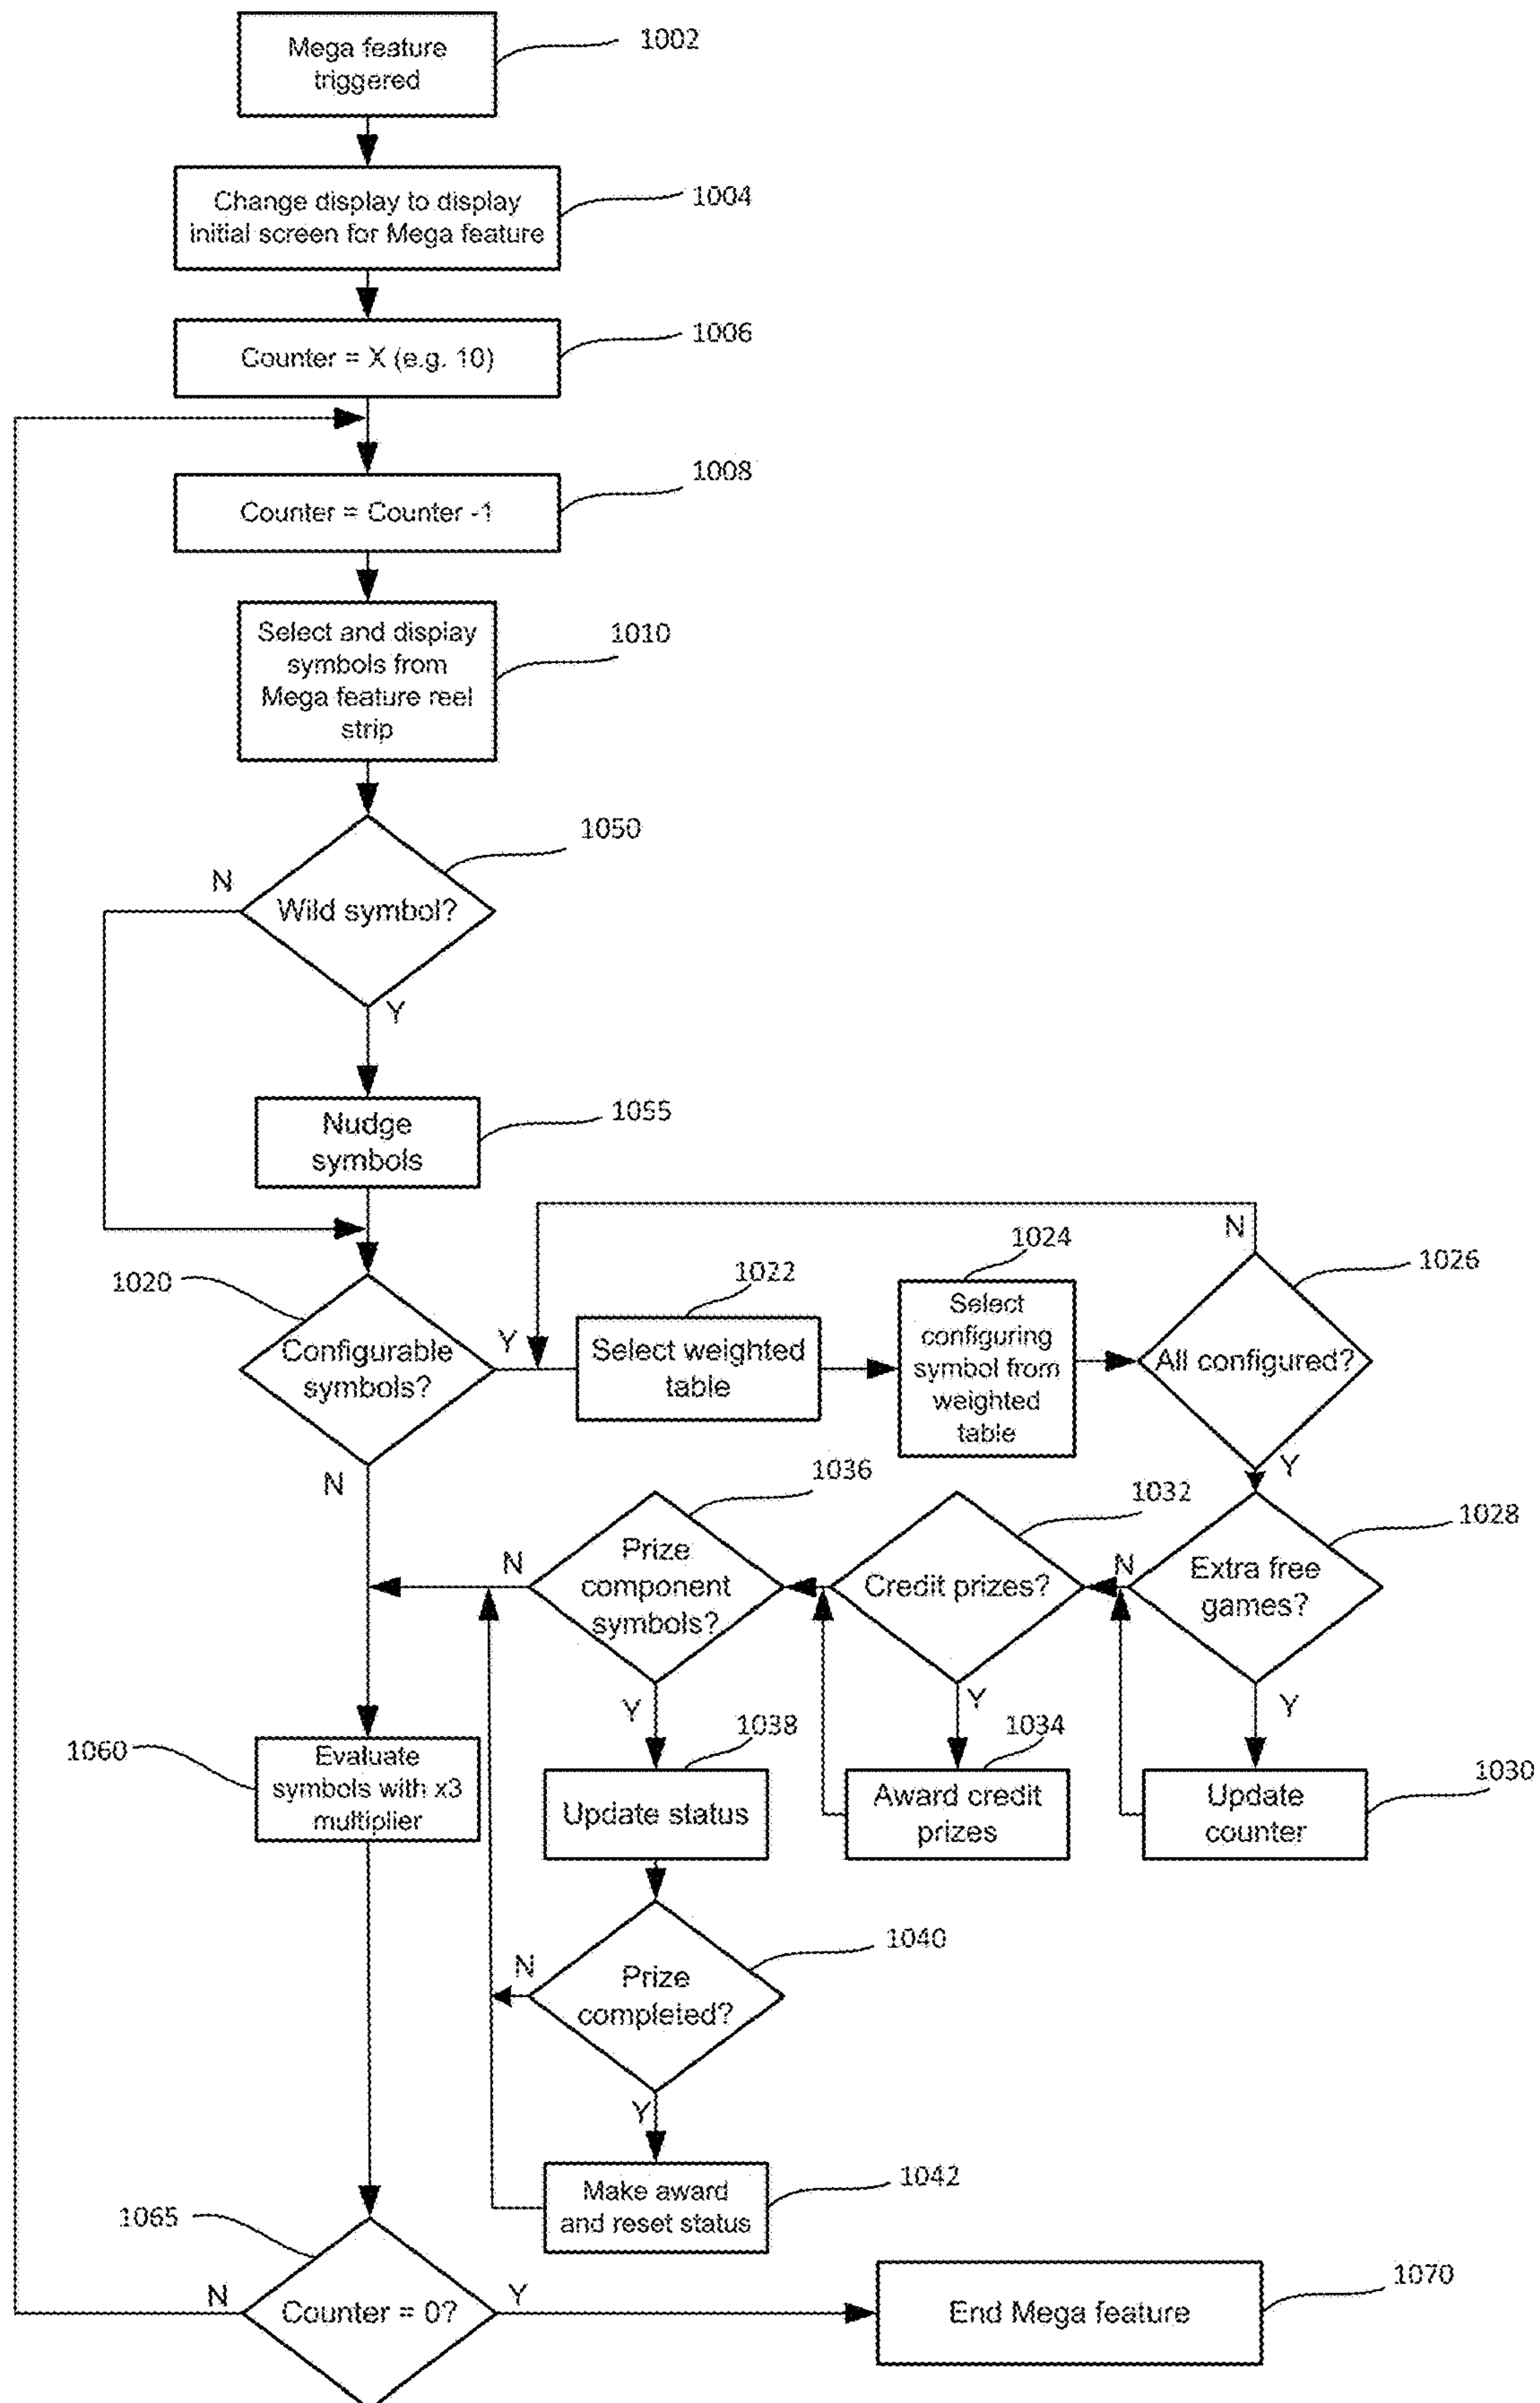 Mega feature
triggered
1002
Change display to display
initial screen for Mega feature
1004
Counter = X (e.g. 10)
1006
Counter = Counter -1
1008
Select and display
symbols from
Mega feature reel
strip
1010
Wild symbol?
1050
N
Y
Nudge
symbols
1055
1020
Configurable
symbols?
Y
N
1022
Select weighted
table
1024
Select
configuring
symbol from
weighted
table
N
1026
All configured?
Y
1028
Extra free
games?
N
Y
1030
Update
counter
1032
Credit prizes?
Y
1034
Award credit
prizes
1036
Prize
component
symbols?
N
Y
1038
Update status
1040
Prize
completed?
N
Y
1042
Make award
and reset status
1060
Evaluate
symbols with x3
multiplier
1065
Counter = 0?
N
Y
1070
End Mega feature